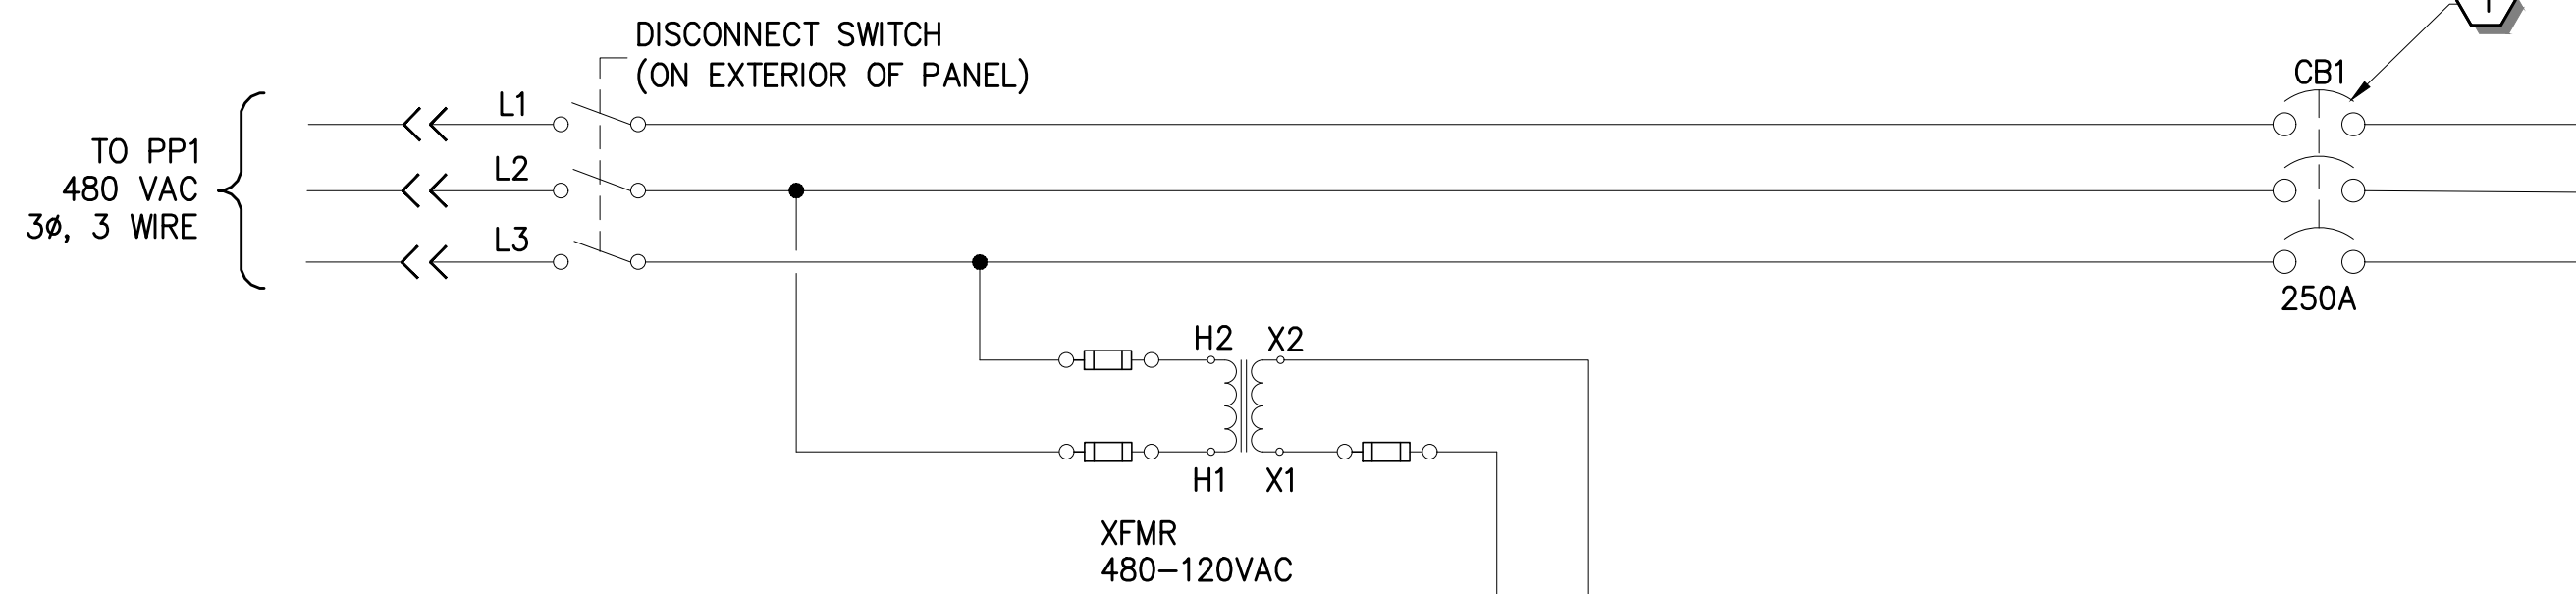 DISCONNECT SWITCH
(ON EXTERIOR OF PANEL)
CB1
L1
TO PP1
480 VAC
3ø, 3 WIRE
L2
L3
250A
H2
X2
H1
X1
XFMR
480-120VAC